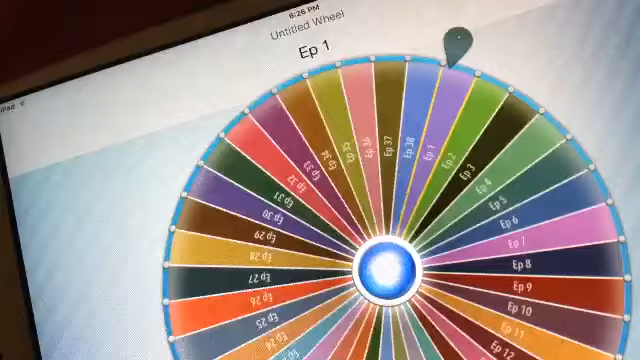 iPad
6:26 PM
Untitled Wheel
Ep 1
Ep 1
Ep 2
Ep 3
Ep 4
Ep 5
Ep 6
Ep 7
Ep 8
Ep 9
Ep 10
Ep 11
Ep 12
Ep 24
Ep 25
Ep 26
Ep 27
Ep 28
Ep 29
Ep 30
Ep 31
Ep 32
Ep 33
Ep 34
Ep 35
Ep 36
Ep 37
Ep 38